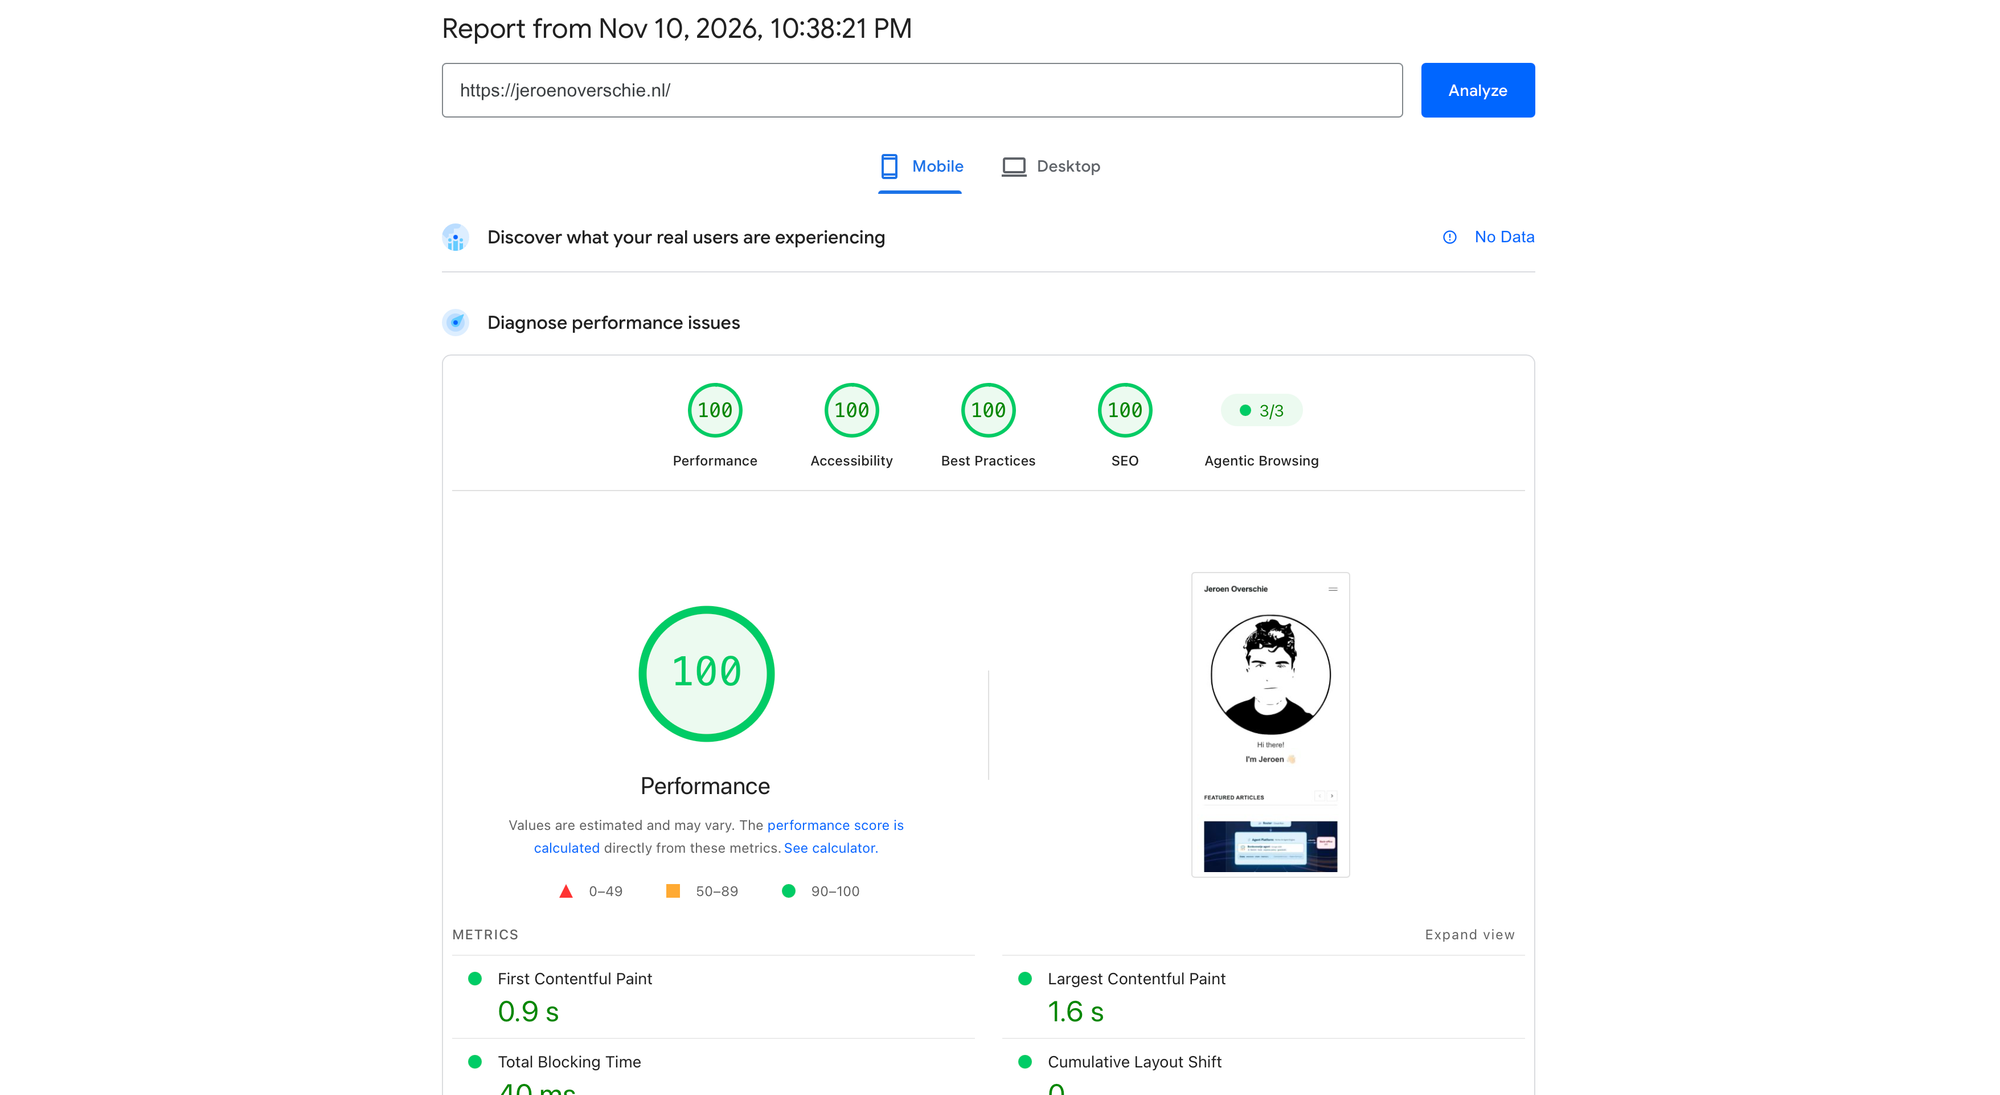 Report from Nov 10, 2026, 10:38:21 PM
https://jeroenoverschie.nl/
Analyze
Mobile
Desktop
Discover what your real users are experiencing
No Data
Diagnose performance issues
100
100
100
100
3/3
Performance
Accessibility
Best Practices
SEO
Agentic Browsing
100
Performance
Values are estimated and may vary. The performance score is
calculated directly from these metrics. See calculator.
0–49
50–89
90–100
Jeroen Overschie
Hi there!
I'm Jeroen 👋🏻
FEATURED ARTICLES
METRICS
Expand view
First Contentful Paint
0.9 s
Largest Contentful Paint
1.6 s
Total Blocking Time
40 ms
Cumulative Layout Shift
0